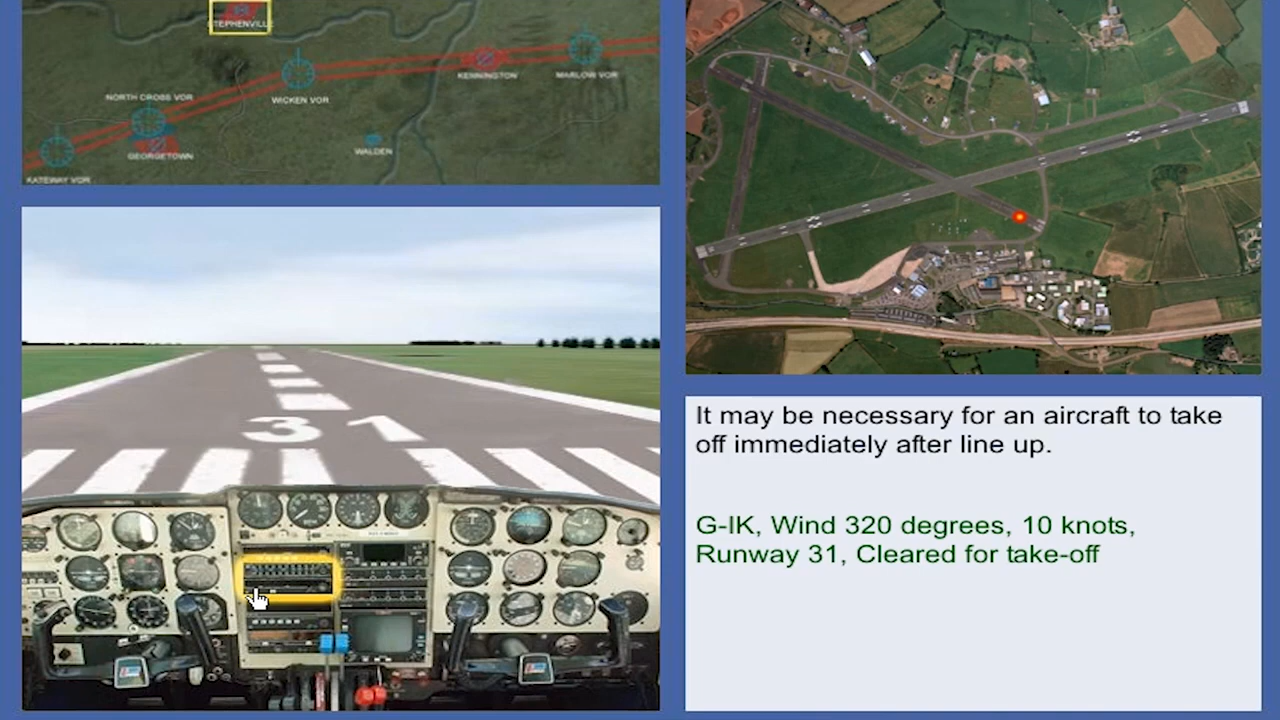 STEPHENVILLE
KENNINGTON
MARLOW VOR
NORTH CROSS VOR
WICKEN VOR
GEORGETOWN
WALDEN
KATEWAY VOR
31
It may be necessary for an aircraft to take
off immediately after line up.
G-IK, Wind 320 degrees, 10 knots,
Runway 31, Cleared for take-off